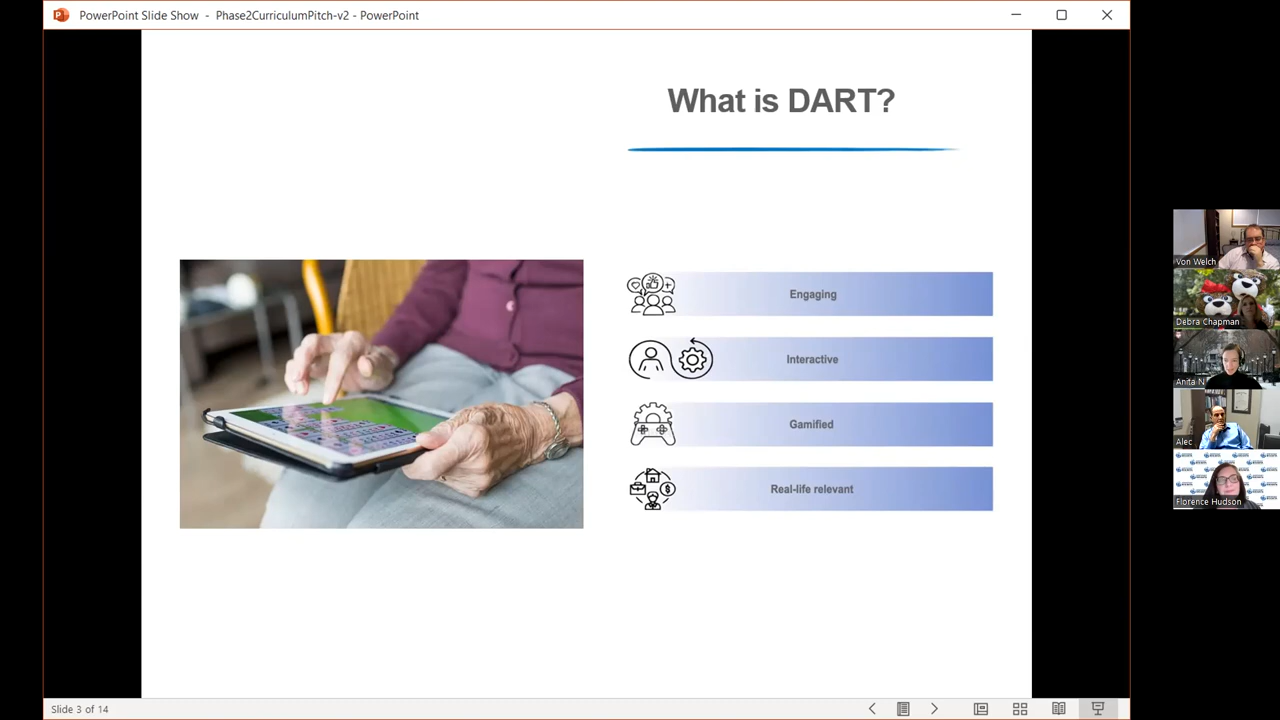 PowerPoint Slide Show - Phase2CurriculumPitch-v2 - PowerPoint
What is DART?
Engaging
Interactive
Gamified
Real-life relevant
Von Welch
Debra Chapman
Anita N
Alec
Florence Hudson
Slide 3 of 14